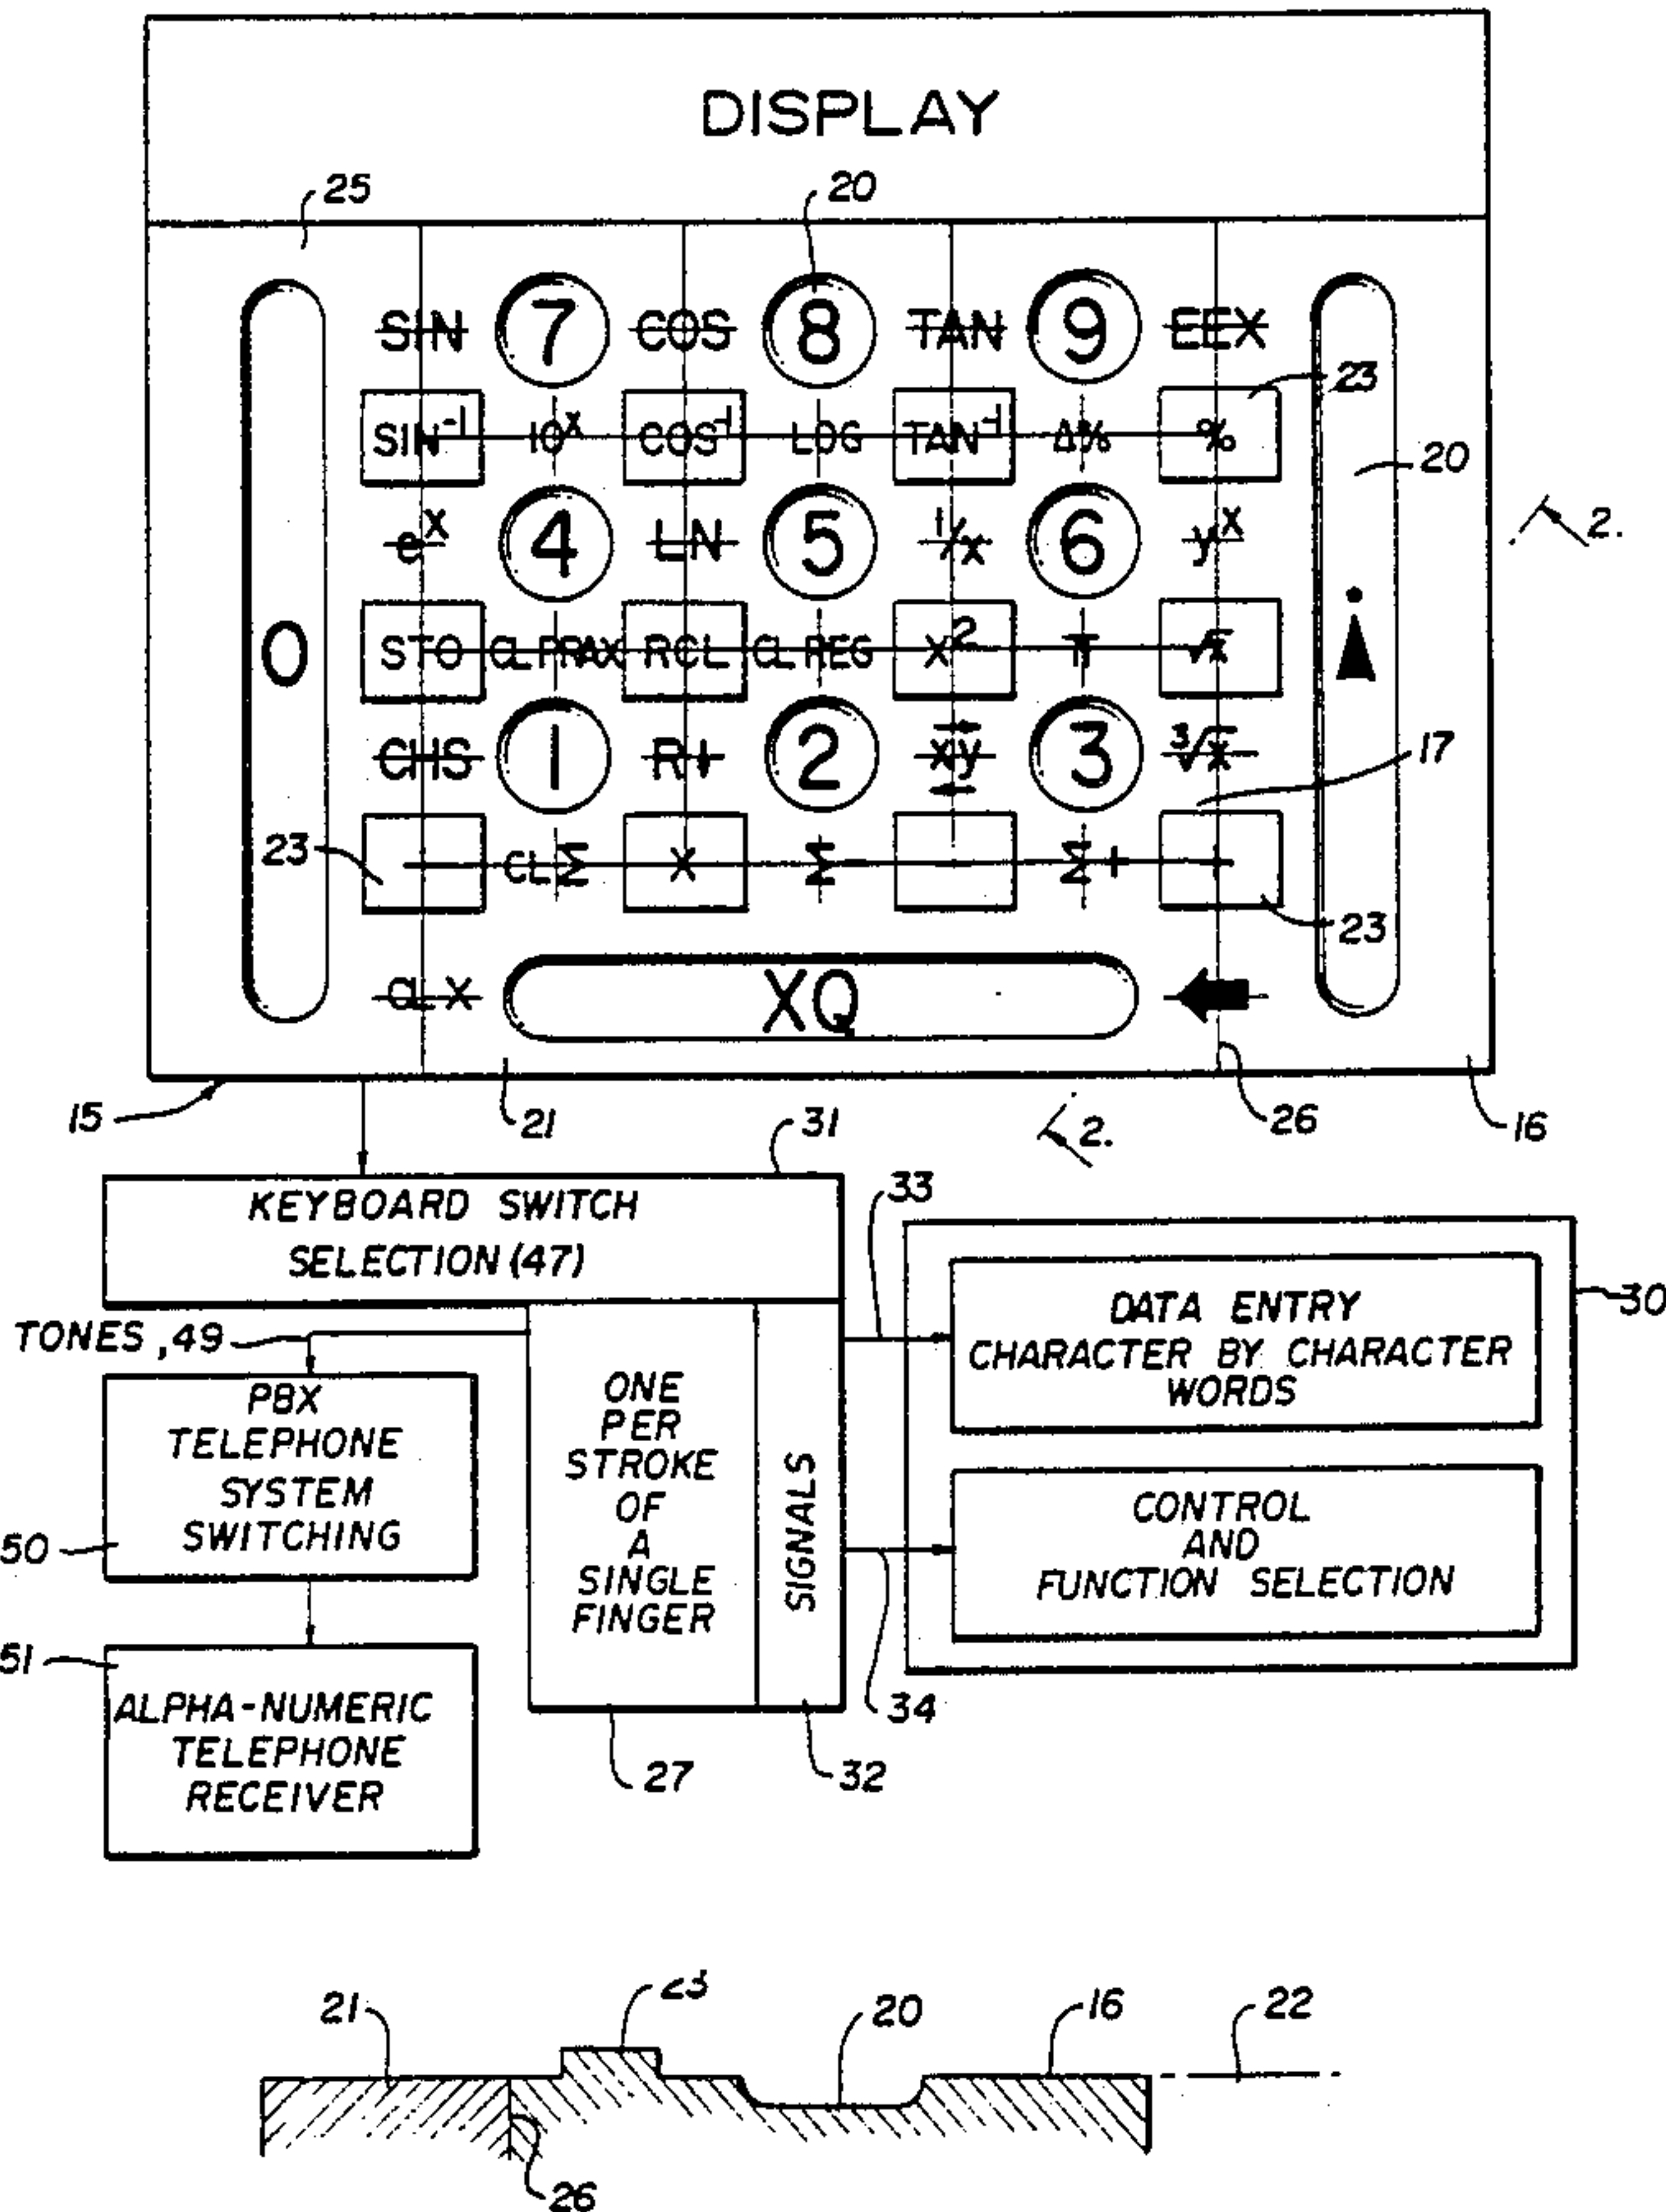 DISPLAY
25 20
SIN 7 COS 8 TAN 9 EEX
23
SIN⁻¹ 10ˣ COS⁻¹ LOG TAN⁻¹ Δ% %
20
2.
eˣ 4 LN 5 1/x 6 yˣ
0 STO CL PRAX RCL CL REG X² π √x
CHS 1 R↓ 2 x⇄y 3 ³√x
17
23 CLΣ X Σ Σ+ +
23
CLX XQ
15 21 2. 26 16
31
KEYBOARD SWITCH
SELECTION (47)
33
30
DATA ENTRY
CHARACTER BY CHARACTER
WORDS
TONES, 49
PBX
TELEPHONE
SYSTEM
SWITCHING
50
ONE
PER
STROKE
OF
A
SINGLE
FINGER
SIGNALS
CONTROL
AND
FUNCTION SELECTION
51
ALPHA-NUMERIC
TELEPHONE
RECEIVER
27 32 34
21 23 20 16 22
26